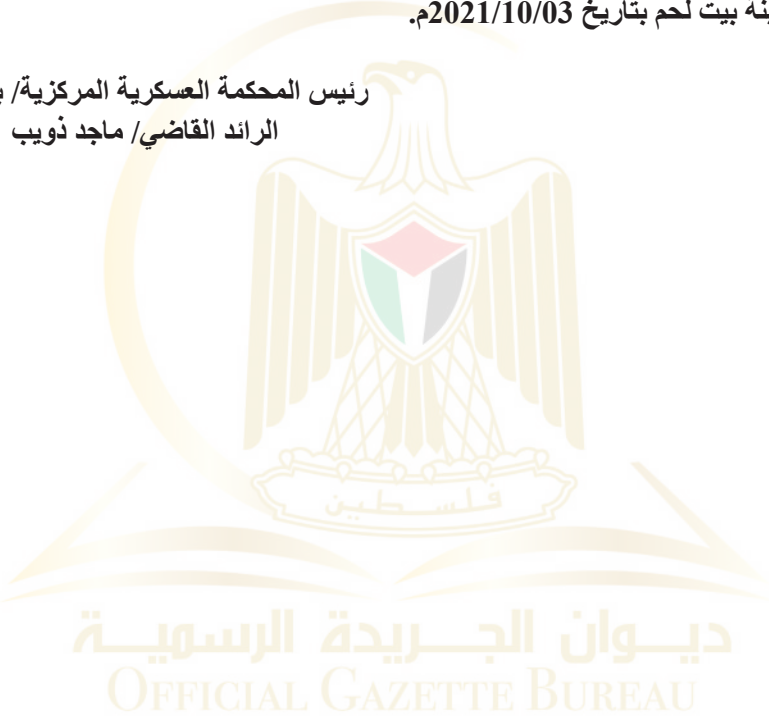 بيت لحم بتاريخ 2021/10/03م.
رئيس المحكمة العسكرية المركزية/
الرائد القاضي/ ماجد ذويب
فلسطين
ديوان الجريدة الرسمية
OFFICIAL GAZETTE BUREAU